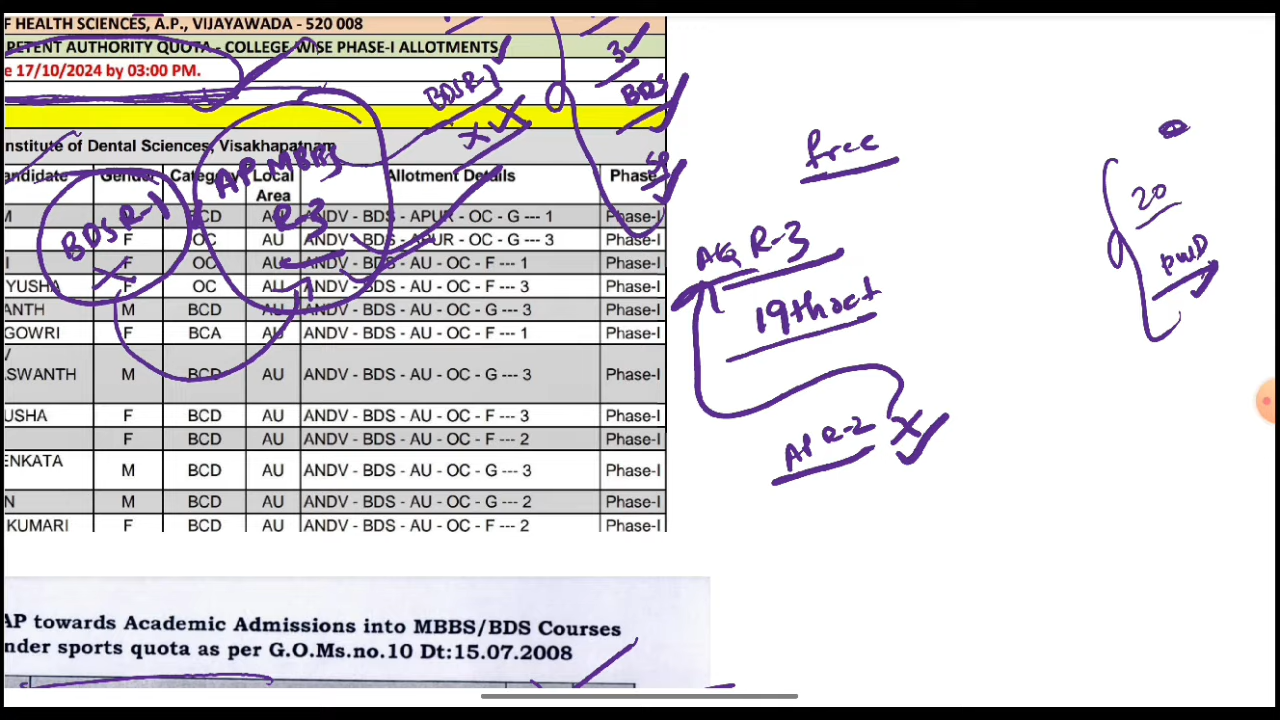 F HEALTH SCIENCES, A.P., VIJAYAWADA - 520 008
PETENT AUTHORITY QUOTA - COLLEGE-WISE PHASE-I ALLOTMENTS
e 17/10/2024 by 03:00 PM.
3
BDS
BDS R-1
X X
SP
nstitute of Dental Sciences, Visakhapatnam
AP MBBS
R-3
17
BDS R-1
X
andidate Gender Category Local Area Allotment Details Phase
M BCD AU ANDV - BDS - APUR - OC - G --- 1 Phase-I
F OC AU ANDV - BDS - APUR - OC - G --- 3 Phase-I
I F OC AU ANDV - BDS - AU - OC - F --- 1 Phase-I
YUSHA F OC AU ANDV - BDS - AU - OC - F --- 3 Phase-I
ANTH M BCD AU ANDV - BDS - AU - OC - G --- 3 Phase-I
GOWRI F BCA AU ANDV - BDS - AU - OC - F --- 1 Phase-I
V
ASWANTH M BCD AU ANDV - BDS - AU - OC - G --- 3 Phase-I
USHA F BCD AU ANDV - BDS - AU - OC - F --- 3 Phase-I
F BCD AU ANDV - BDS - AU - OC - F --- 2 Phase-I
ENKATA
M BCD AU ANDV - BDS - AU - OC - G --- 3 Phase-I
N M BCD AU ANDV - BDS - AU - OC - G --- 2 Phase-I
KUMARI F BCD AU ANDV - BDS - AU - OC - F --- 2 Phase-I
free
AIQ R-3
19th oct
AP R-2 X
20
PWD
AP towards Academic Admissions into MBBS/BDS Courses
nder sports quota as per G.O.Ms.no.10 Dt:15.07.2008